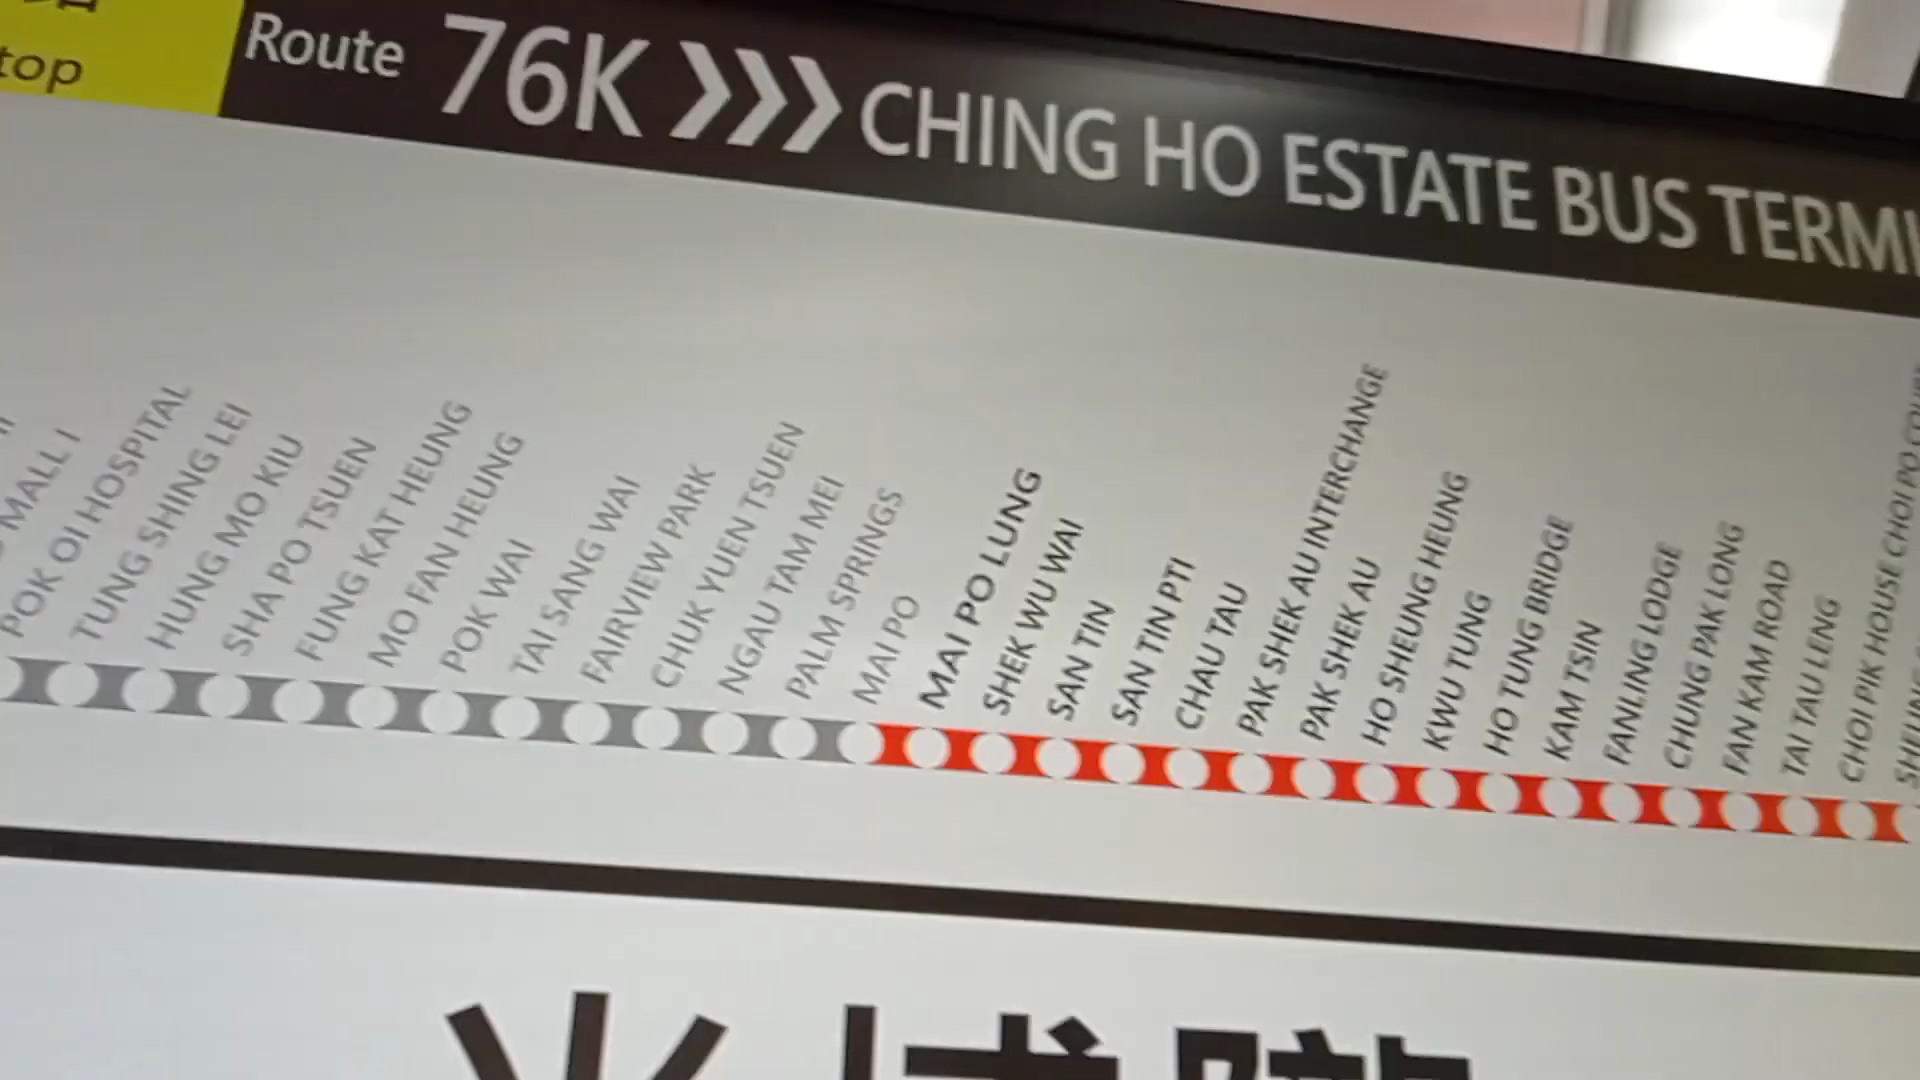 top
Route 76K
CHING HO ESTATE BUS
MALL I
POK OI HOSPITAL
TUNG SHING LEI
HUNG MO KIU
SHA PO TSUEN
FUNG KAT HEUNG
MO FAN HEUNG
POK WAI
TAI SANG WAI
FAIRVIEW PARK
CHUK YUEN TSUEN
NGAU TAM MEI
PALM SPRINGS
MAI PO
MAI PO LUNG
SHEK WU WAI
SAN TIN
SAN TIN PTI
CHAU TAU
PAK SHEK AU INTERCHANGE
PAK SHEK AU
HO SHEUNG HEUNG
KWU TUNG
HO TUNG BRIDGE
KAM TSIN
FANLING LODGE
CHUNG PAK LONG
FAN KAM ROAD
TAI TAU LENG
CHOI PIK HOUSE CHOI PO COURT